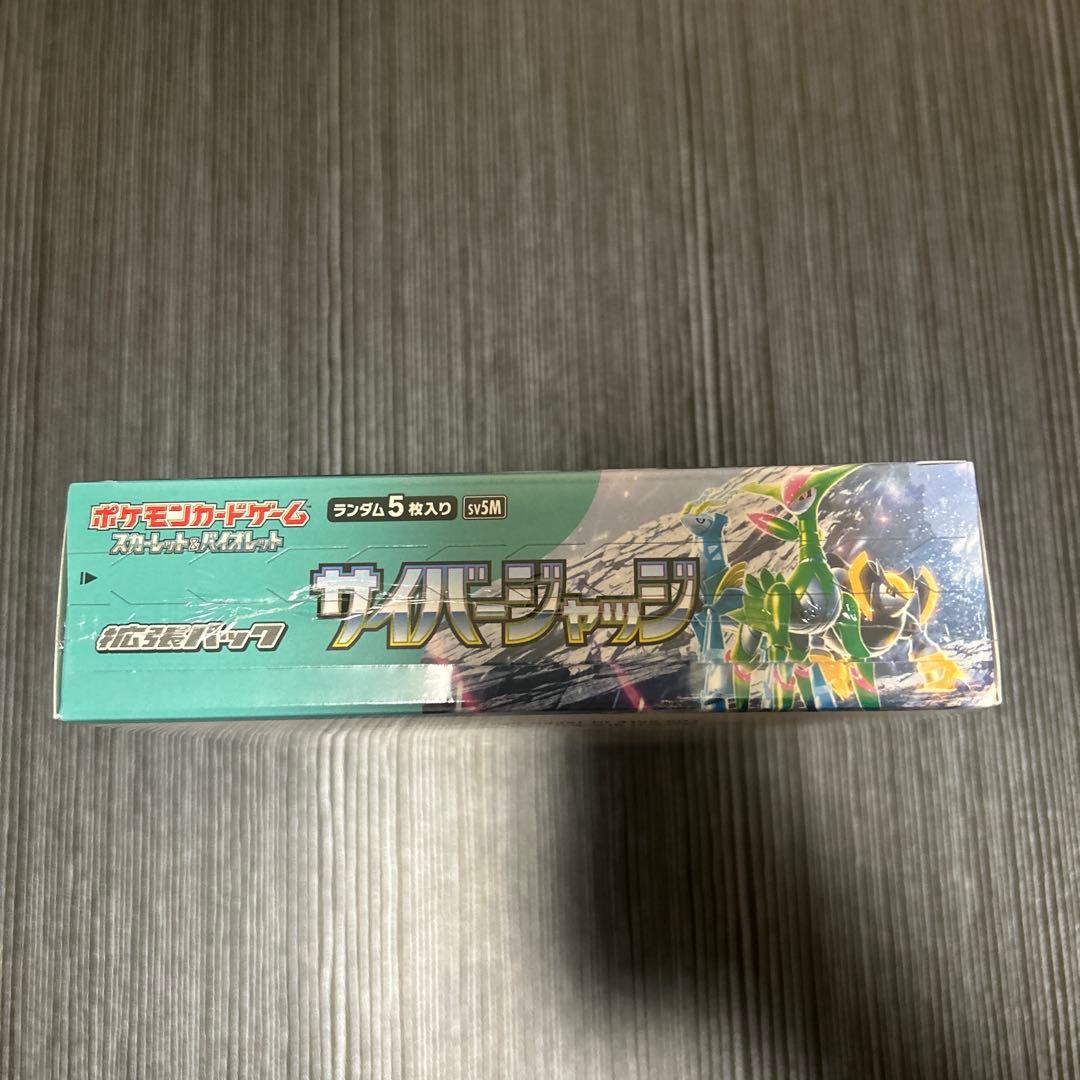 ポケモンカードゲーム
スカーレット&バイオレット
ランダム5枚入り
SV5M
拡張パック
サイバージャッジ